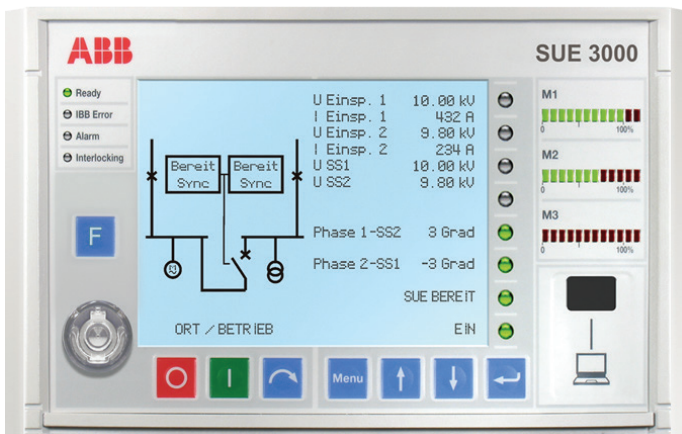 ABB
SUE 3000
Ready
IBB Error
Alarm
Interlocking
F
U Einsp. 1 10.00 kV
I Einsp. 1 432 A
U Einsp. 2 9.80 kV
I Einsp. 2 234 A
U SS1 10.00 kV
U SS2 9.80 kV
Bereit
Sync
Bereit
Sync
M
Phase 1-SS2 3 Grad
Phase 2-SS1 -3 Grad
SUE BEREIT
ORT / BETRIEB
EIN
M1
0 100%
M2
0 100%
M3
0 100%
Menu